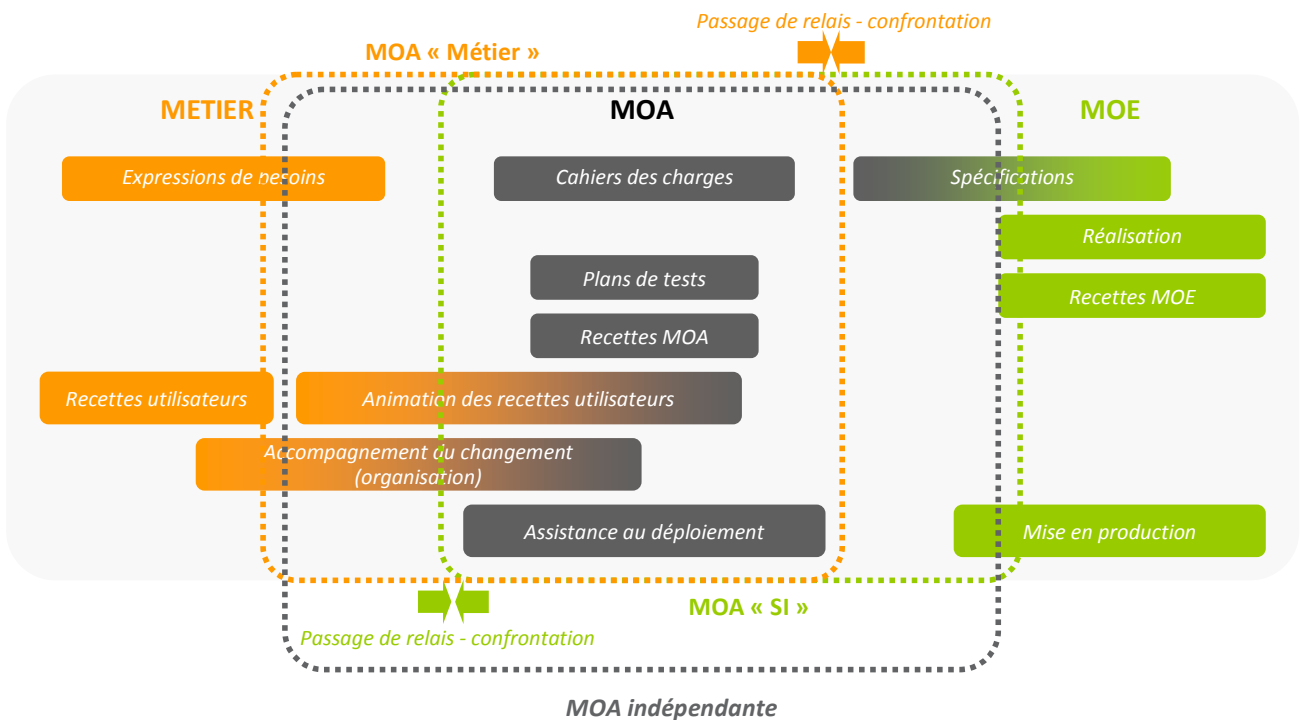 Passage de relais - confrontation
MOA « Métier »
METIER
MOA
MOE
Expressions de besoins
Cahiers des charges
Spécifications
Réalisation
Plans de tests
Recettes MOE
Recettes MOA
Recettes utilisateurs
Animation des recettes utilisateurs
Accompagnement au changement
(organisation)
Assistance au déploiement
Mise en production
MOA « SI »
Passage de relais - confrontation
MOA indépendante